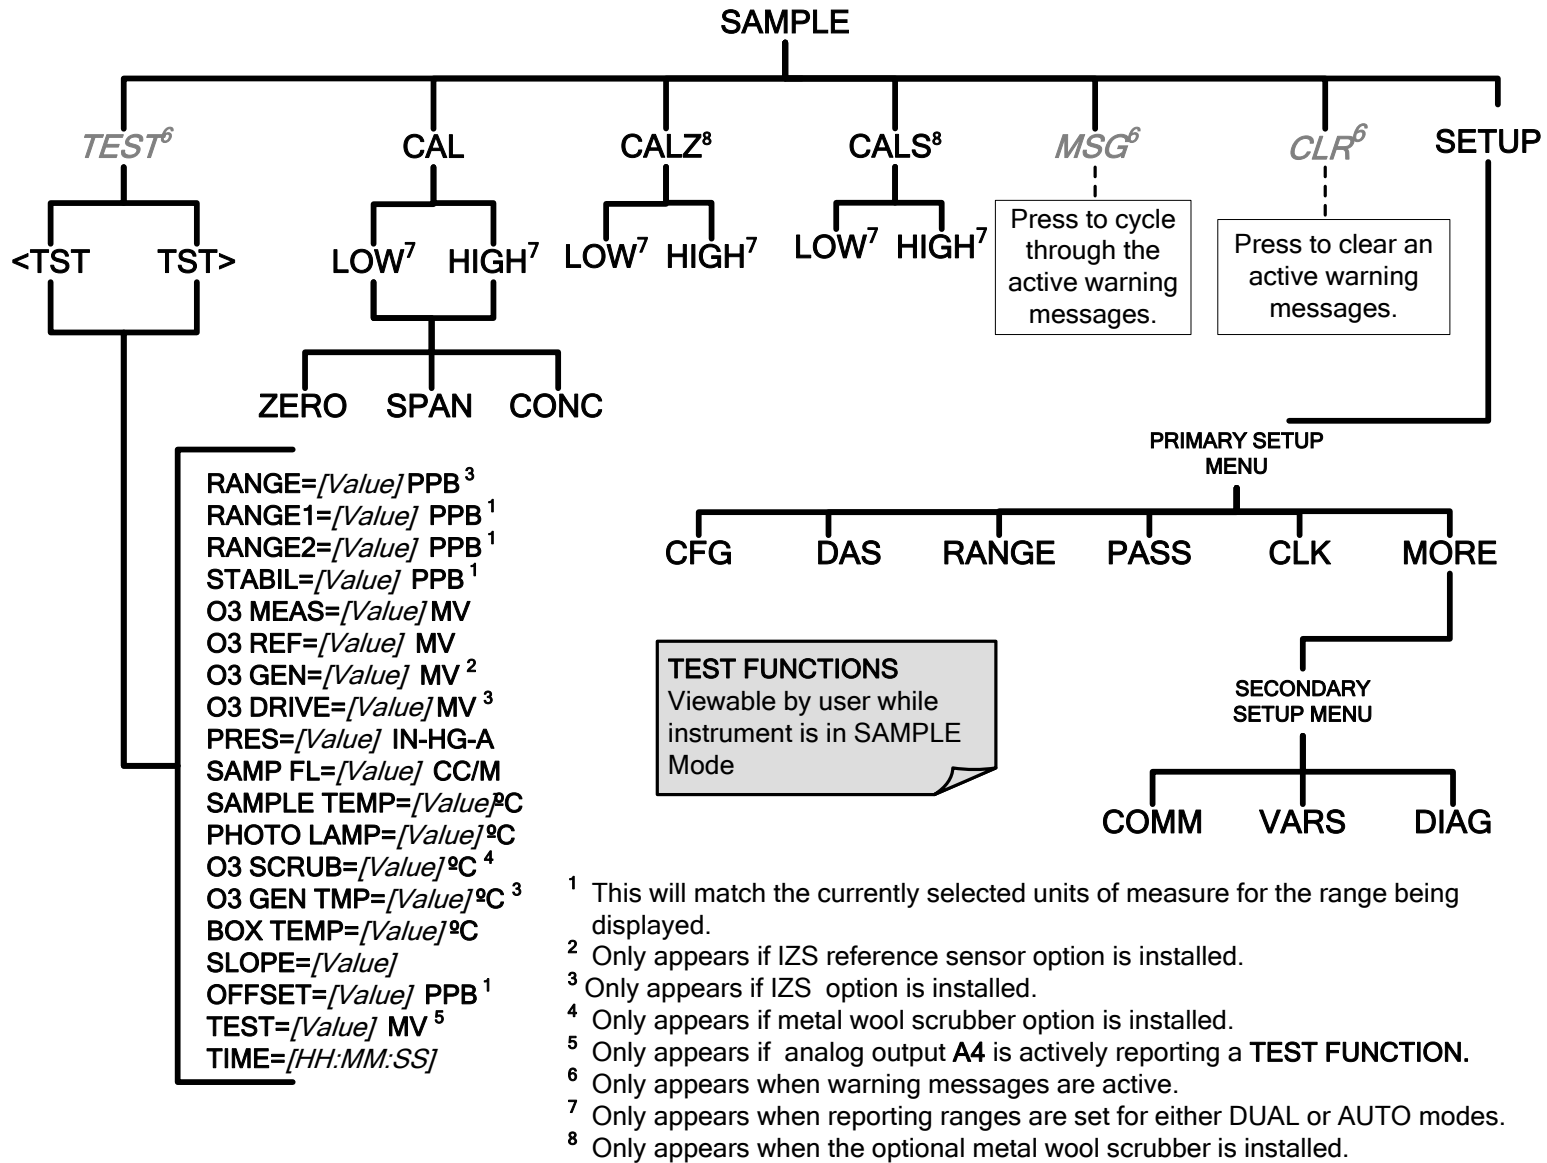 SAMPLE
TEST⁶ CAL CALZ⁸ CALS⁸ MSG⁶ CLR⁶ SETUP
<TST TST> LOW⁷ HIGH⁷ LOW⁷ HIGH⁷ LOW⁷ HIGH⁷
Press to cycle
through the
active warning
messages.
Press to clear an
active warning
messages.
ZERO SPAN CONC
PRIMARY SETUP
MENU
CFG DAS RANGE PASS CLK MORE
SECONDARY
SETUP MENU
COMM VARS DIAG
RANGE=[Value] PPB ³
RANGE1=[Value] PPB ¹
RANGE2=[Value] PPB ¹
STABIL=[Value] PPB ¹
O3 MEAS=[Value] MV
O3 REF=[Value] MV
O3 GEN=[Value] MV ²
O3 DRIVE=[Value] MV ³
PRES=[Value] IN-HG-A
SAMP FL=[Value] CC/M
SAMPLE TEMP=[Value]ºC
PHOTO LAMP=[Value] ºC
O3 SCRUB=[Value] ºC ⁴
O3 GEN TMP=[Value] ºC ³
BOX TEMP=[Value] ºC
SLOPE=[Value]
OFFSET=[Value] PPB ¹
TEST=[Value] MV ⁵
TIME=[HH:MM:SS]
TEST FUNCTIONS
Viewable by user while
instrument is in SAMPLE
Mode
¹ This will match the currently selected units of measure for the range being
displayed.
² Only appears if IZS reference sensor option is installed.
³ Only appears if IZS option is installed.
⁴ Only appears if metal wool scrubber option is installed.
⁵ Only appears if analog output A4 is actively reporting a TEST FUNCTION.
⁶ Only appears when warning messages are active.
⁷ Only appears when reporting ranges are set for either DUAL or AUTO modes.
⁸ Only appears when the optional metal wool scrubber is installed.